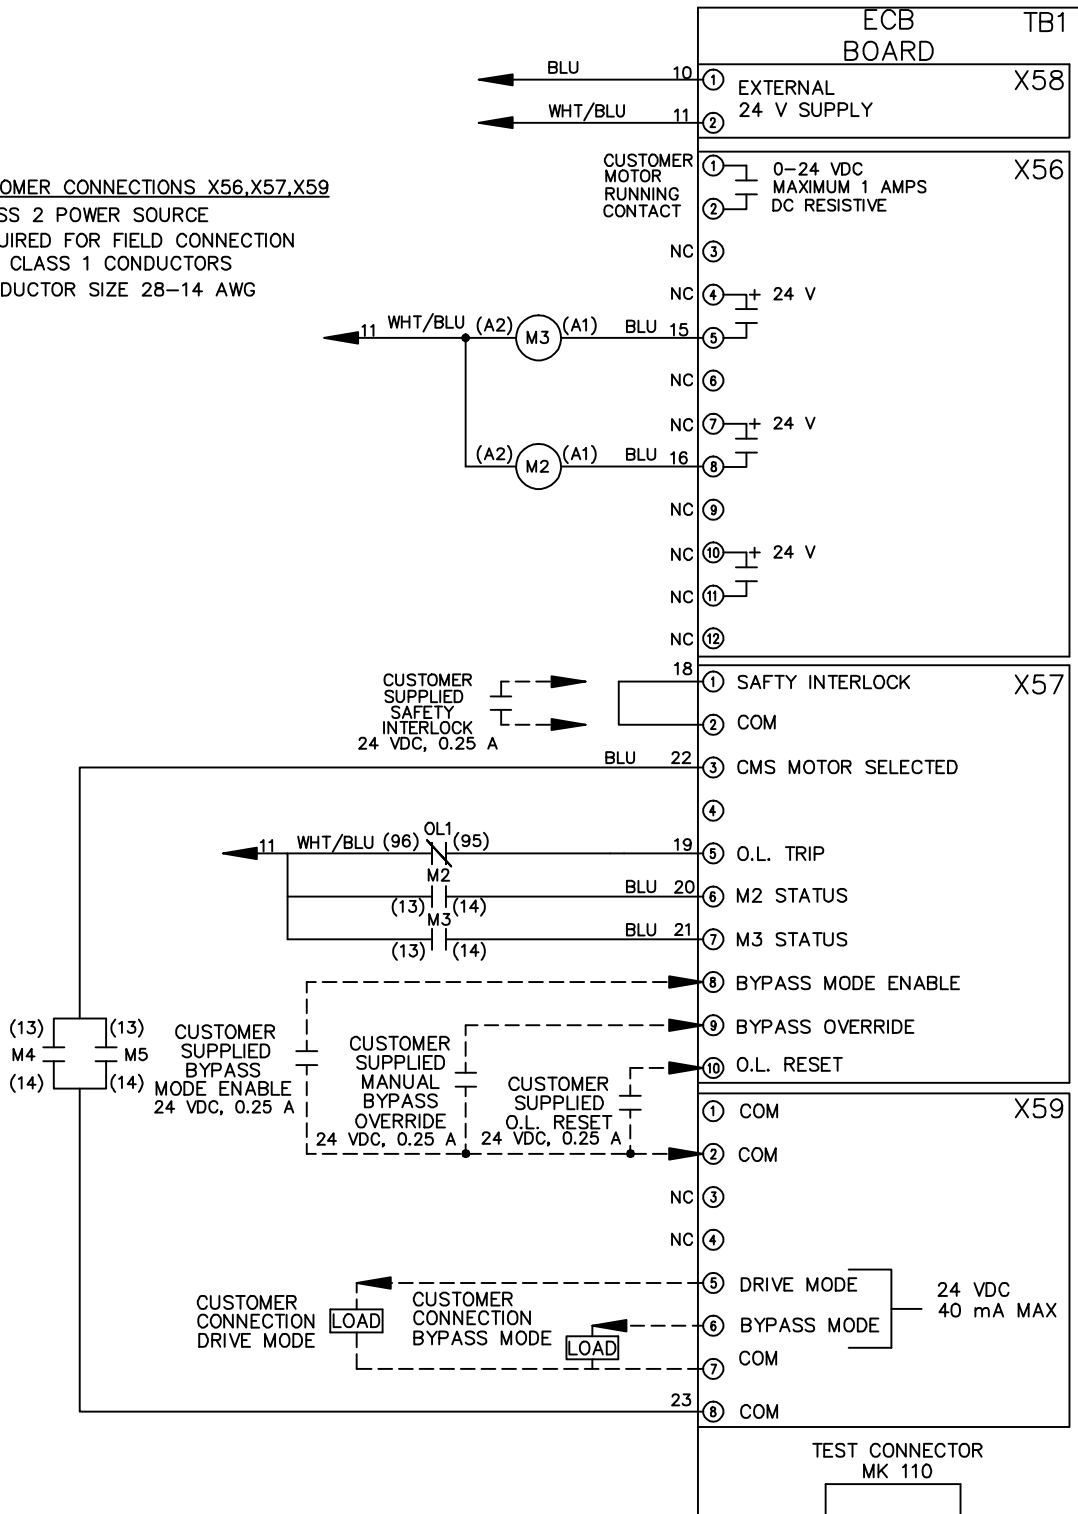 ECB TB1
BOARD
BLU 10 1 EXTERNAL X58
WHT/BLU 11 2 24 V SUPPLY
OMER CONNECTIONS X56,X57,X59
SS 2 POWER SOURCE
UIRED FOR FIELD CONNECTION
CLASS 1 CONDUCTORS
DUCTOR SIZE 28-14 AWG
CUSTOMER
MOTOR
RUNNING
CONTACT
1
2
0-24 VDC
MAXIMUM 1 AMPS
DC RESISTIVE
X56
NC 3
NC 4 + 24 V
11 WHT/BLU (A2) M3 (A1) BLU 15 5
NC 6
NC 7 + 24 V
(A2) M2 (A1) BLU 16 8
NC 9
NC 10 + 24 V
NC 11
NC 12
CUSTOMER
SUPPLIED
SAFETY
INTERLOCK
24 VDC, 0.25 A
18 1 SAFTY INTERLOCK X57
2 COM
BLU 22 3 CMS MOTOR SELECTED
4
11 WHT/BLU (96) OL1 (95) 19 5 O.L. TRIP
M2
(13) (14) BLU 20 6 M2 STATUS
M3
(13) (14) BLU 21 7 M3 STATUS
8 BYPASS MODE ENABLE
9 BYPASS OVERRIDE
10 O.L. RESET
(13) (13)
M4 M5
(14) (14)
CUSTOMER
SUPPLIED
BYPASS
MODE ENABLE
24 VDC, 0.25 A
CUSTOMER
SUPPLIED
MANUAL
BYPASS
OVERRIDE
24 VDC, 0.25 A
CUSTOMER
SUPPLIED
O.L. RESET
24 VDC, 0.25 A
1 COM X59
2 COM
NC 3
NC 4
5 DRIVE MODE
6 BYPASS MODE
24 VDC
40 mA MAX
7 COM
CUSTOMER
CONNECTION
DRIVE MODE
LOAD
CUSTOMER
CONNECTION
BYPASS MODE
LOAD
23 8 COM
TEST CONNECTOR
MK 110